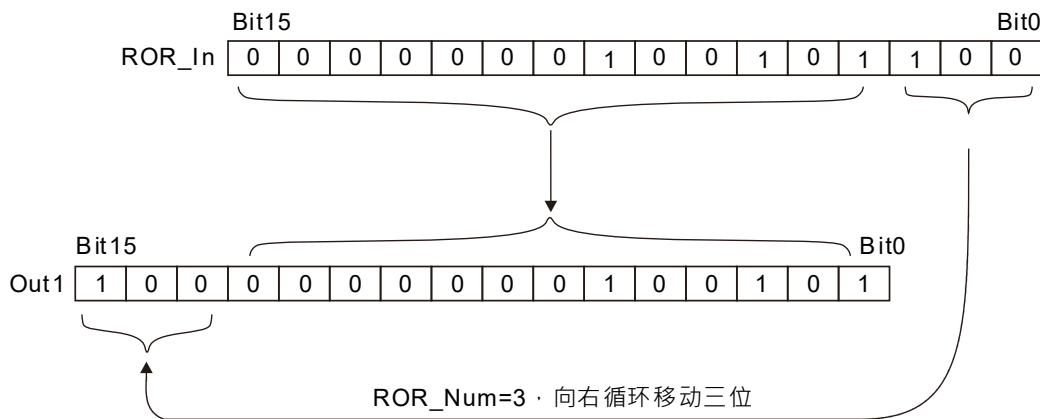 Bit15 Bit0
ROR_In 0 0 0 0 0 0 0 1 0 0 1 0 1 1 0 0
Bit15 Bit0
Out1 1 0 0 0 0 0 0 0 0 0 1 0 0 1 0 1
ROR_Num=3，向右循环移动三位